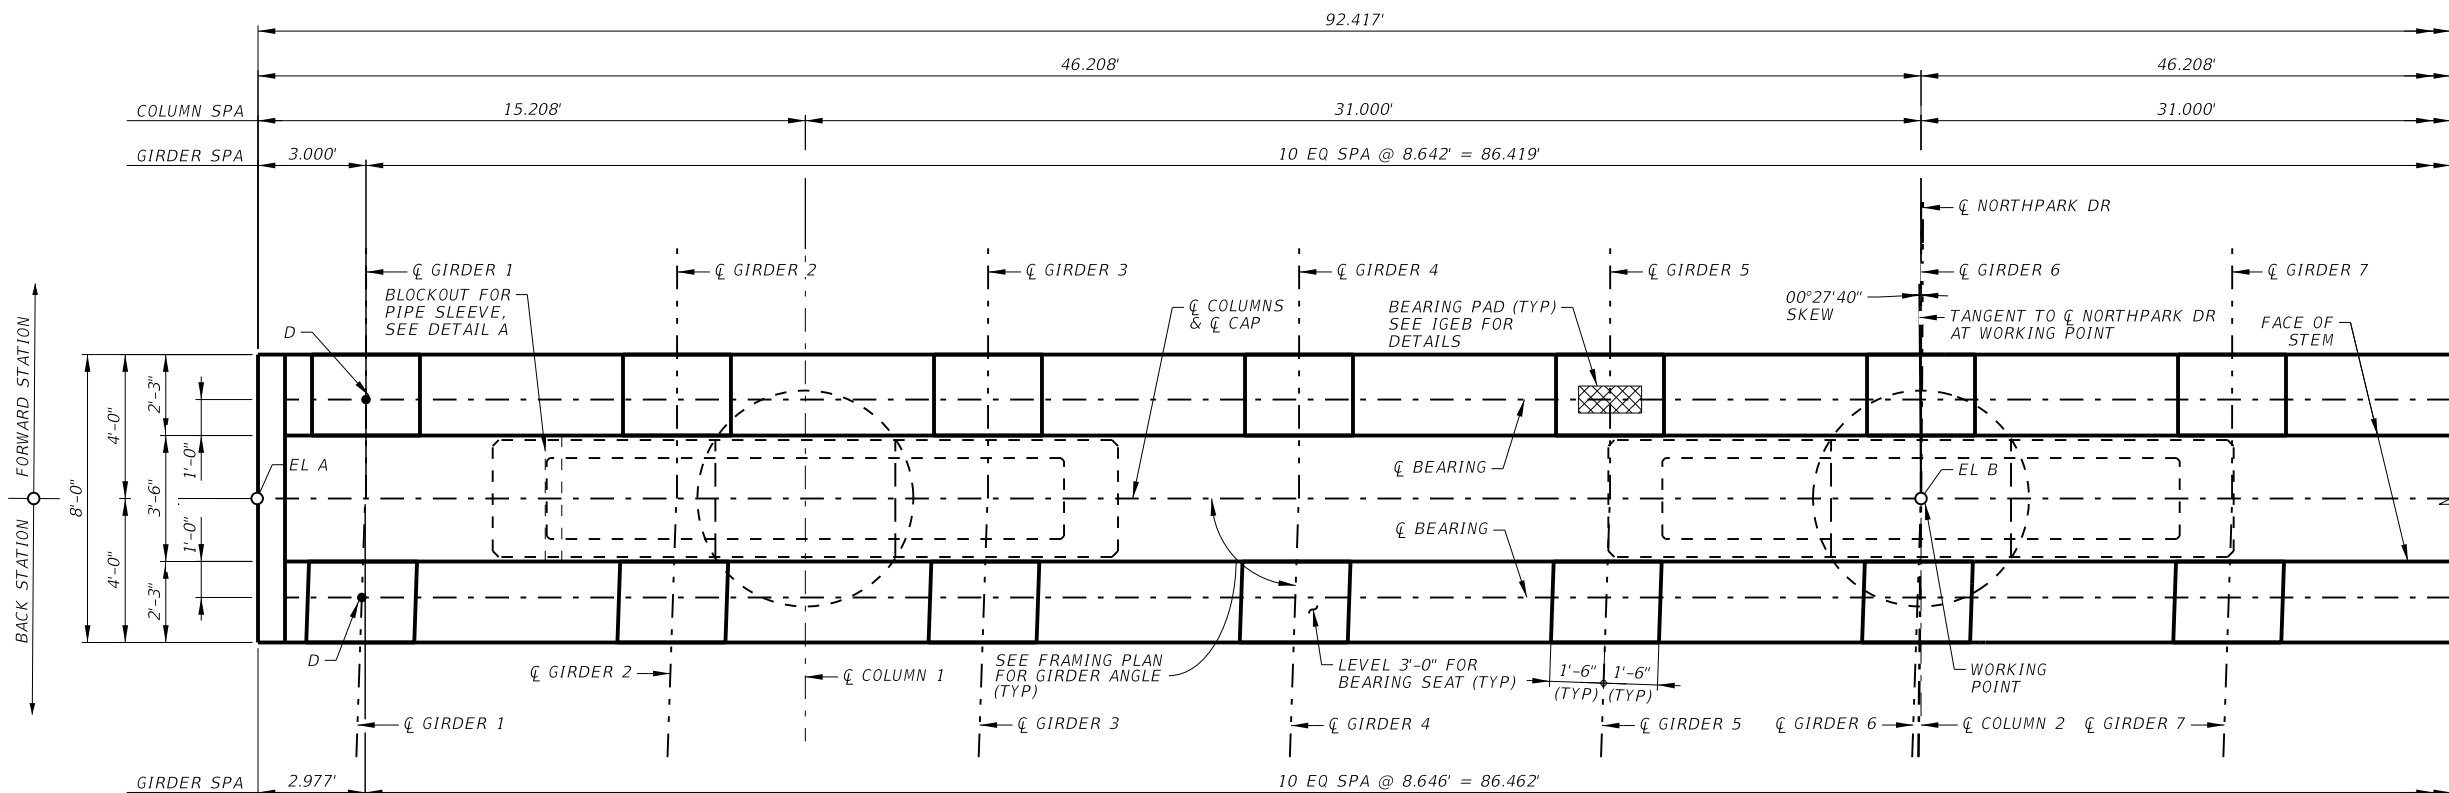 92.417'
46.208'
46.208'
COLUMN SPA
15.208'
31.000'
31.000'
GIRDER SPA
3.000'
10 EQ SPA @ 8.642' = 86.419'
℄ NORTHPARK DR
℄ GIRDER 1
℄ GIRDER 2
℄ GIRDER 3
℄ GIRDER 4
℄ GIRDER 5
℄ GIRDER 6
℄ GIRDER 7
BLOCKOUT FOR
PIPE SLEEVE,
SEE DETAIL A
℄ COLUMNS
& ℄ CAP
BEARING PAD (TYP)
SEE IGEB FOR
DETAILS
00°27'40"
SKEW
TANGENT TO ℄ NORTHPARK DR
AT WORKING POINT
FACE OF
STEM
D
FORWARD STATION
BACK STATION
8'-0"
4'-0"
4'-0"
2'-3"
3'-6"
2'-3"
1'-0"
1'-0"
EL A
℄ BEARING
EL B
℄ BEARING
D
℄ GIRDER 2
℄ COLUMN 1
SEE FRAMING PLAN
FOR GIRDER ANGLE
(TYP)
LEVEL 3'-0" FOR
BEARING SEAT (TYP)
1'-6"
(TYP)
1'-6"
(TYP)
WORKING
POINT
℄ GIRDER 1
℄ GIRDER 3
℄ GIRDER 4
℄ GIRDER 5
℄ GIRDER 6
℄ COLUMN 2
℄ GIRDER 7
GIRDER SPA
2.977'
10 EQ SPA @ 8.646' = 86.462'